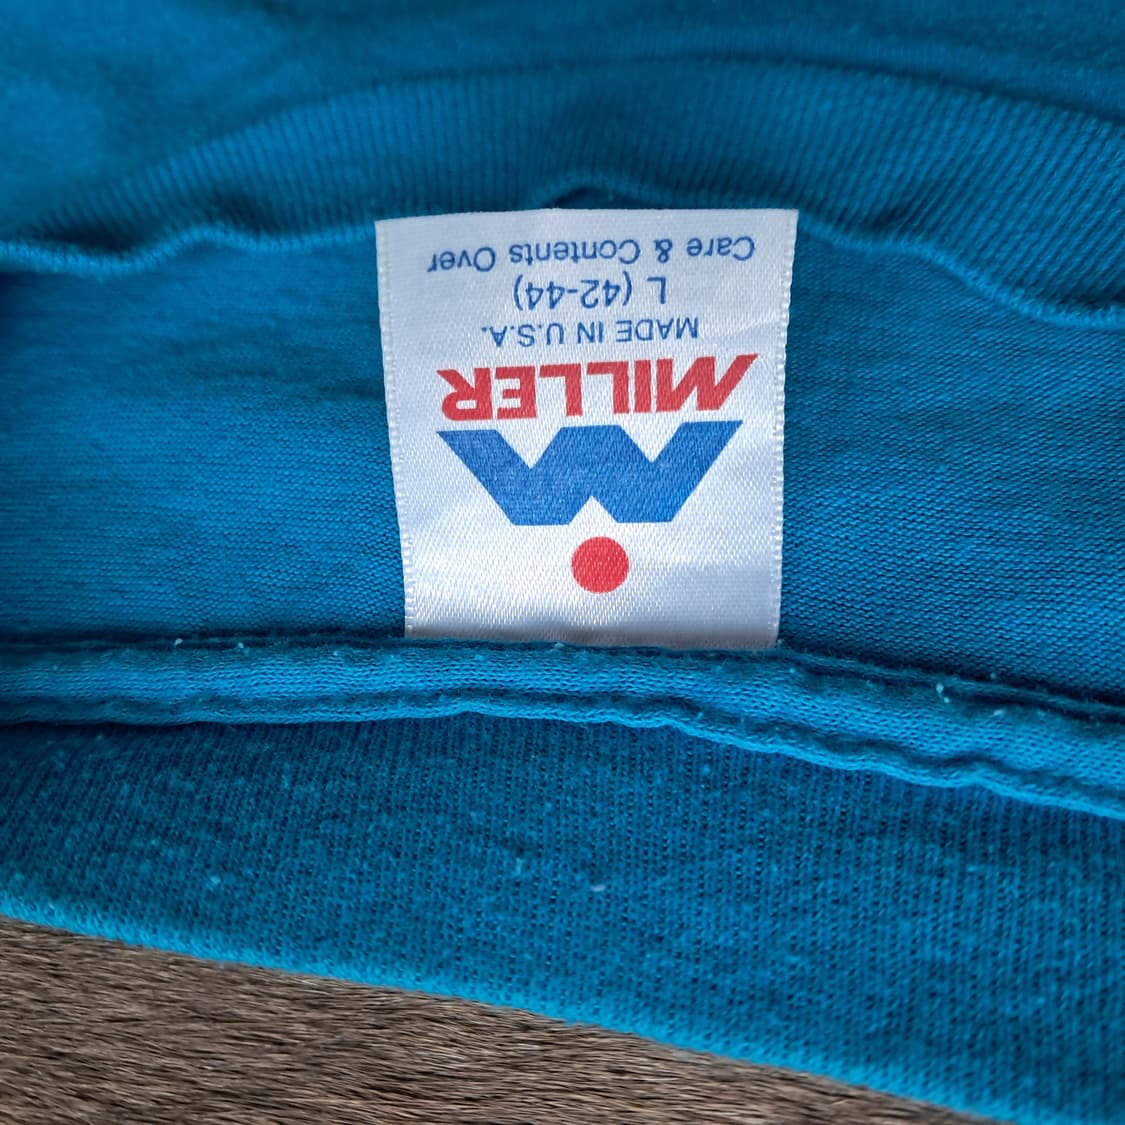 MILLER
MADE IN U.S.A.
L (42-44)
Care & Contents Over